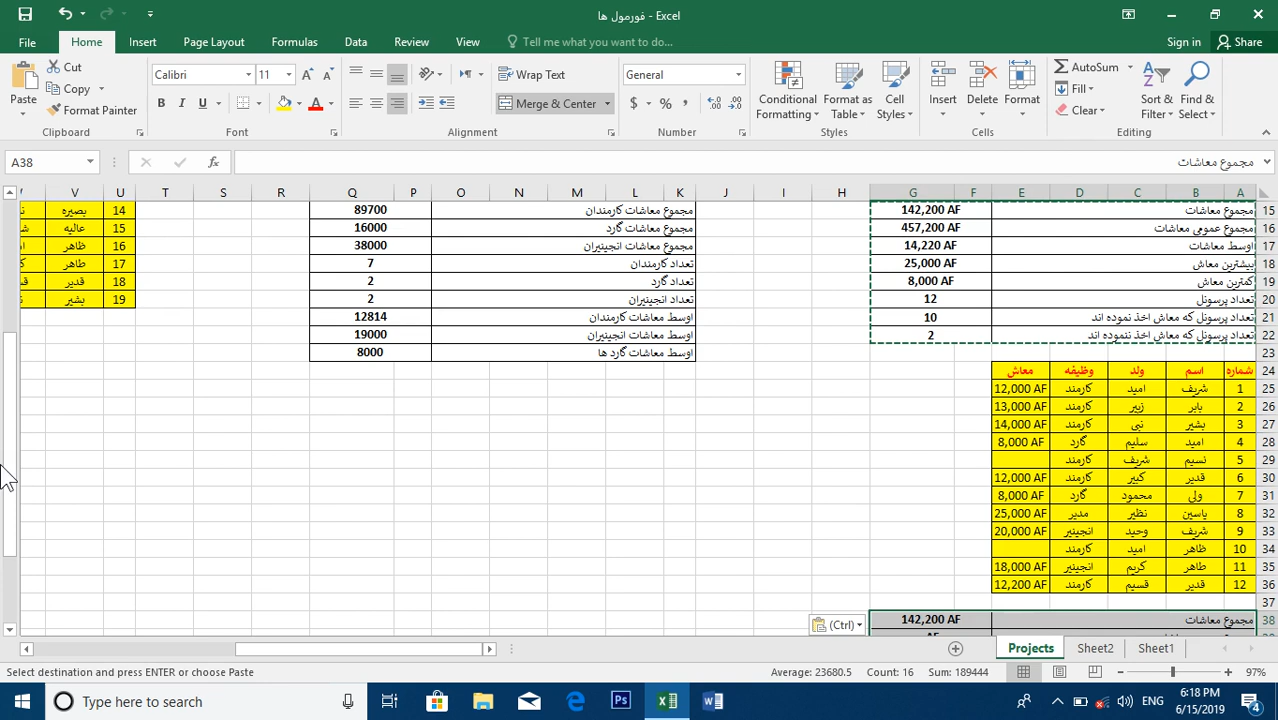 فورمول ها - Excel
File Home Insert Page Layout Formulas Data Review View Tell me what you want to do... Sign in Share
Paste Cut Copy Format Painter Clipboard
Calibri 11 B I U A Font
Wrap Text Merge & Center Alignment
General $ % , Number
Conditional Formatting Format as Table Cell Styles Styles
Insert Delete Format Cells
AutoSum Fill Clear Sort & Filter Find & Select Editing
A38 fx مجموع معاشات
V U T S R Q P O N M L K J I H G F E D C B A
بصیره 14 89700 مجموع معاشات کارمندان 142,200 AF مجموع معاشات 15
عالیه 15 16000 مجموع معاشات گارد 457,200 AF مجموع عمومی معاشات 16
ظاهر 16 38000 مجموع معاشات انجینیران 14,220 AF اوسط معاشات 17
طاهر 17 7 تعداد کارمندان 25,000 AF بیشترین معاش 18
قدیر 18 2 تعداد گارد 8,000 AF کمترین معاش 19
بشیر 19 2 تعداد انجینیران 12 تعداد پرسونل 20
12814 اوسط معاشات کارمندان 10 تعداد پرسونل که معاش اخذ نموده اند 21
19000 اوسط معاشات انجینیران 2 تعداد پرسونل که معاش اخذ ننموده اند 22
8000 اوسط معاشات گارد ها 23
معاش وظیفه ولد اسم شماره 24
12,000 AF کارمند امید شریف 1 25
13,000 AF کارمند زبیر بابر 2 26
14,000 AF کارمند نبی بشیر 3 27
8,000 AF گارد سلیم امید 4 28
کارمند شریف نسیم 5 29
12,000 AF کارمند کبیر قدیر 6 30
8,000 AF گارد محمود ولی 7 31
25,000 AF مدیر نظیر یاسین 8 32
20,000 AF انجینیر وحید شریف 9 33
کارمند امید ظاهر 10 34
18,000 AF انجینیر کریم طاهر 11 35
12,200 AF کارمند قسیم قدیر 12 36
37
(Ctrl) 142,200 AF مجموع معاشات 38
Projects Sheet2 Sheet1
Select destination and press ENTER or choose Paste Average: 23680.5 Count: 16 Sum: 189444 97%
Type here to search Ps ENG 6:18 PM
6/15/2019 4